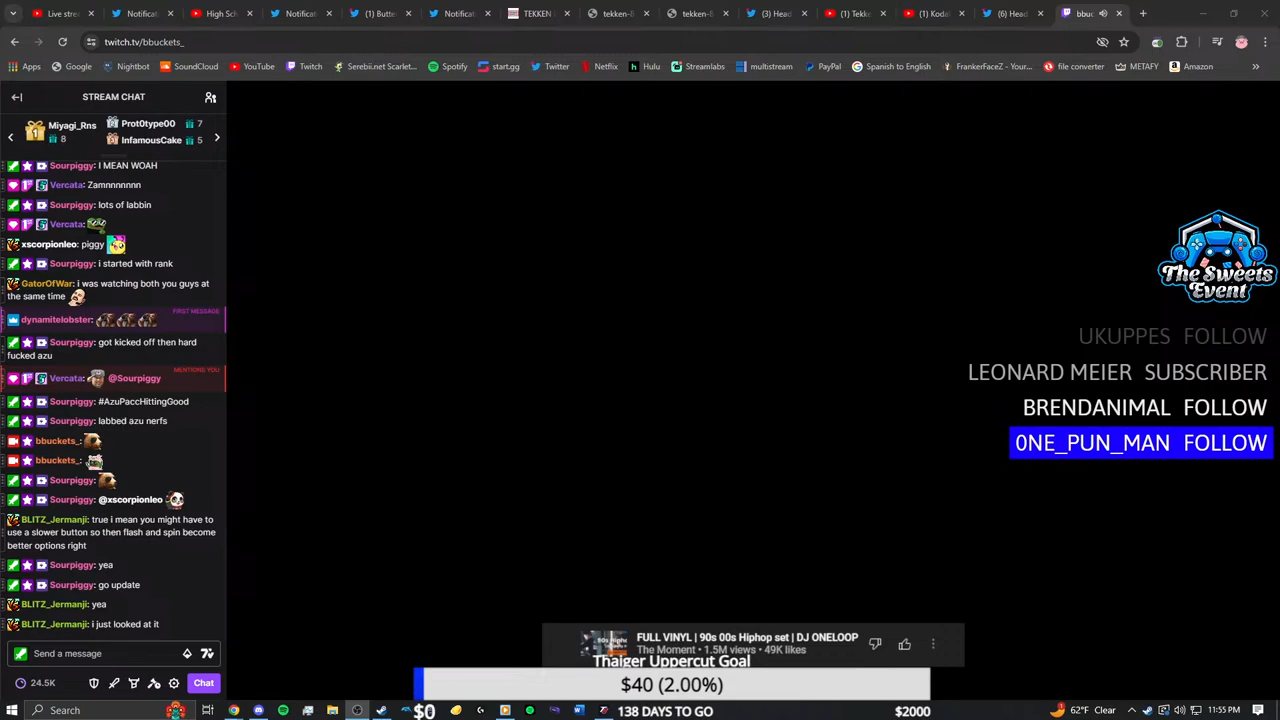 Live stre
Notificat
High Sch
Notificat
(1) Butter
Notificat
TEKKEN
tekken-8
tekken-8
(3) Head
(1) Tekke
(1) Koda
(6) Head
bbuc
twitch.tv/bbuckets_
Apps
Google
Nightbot
SoundCloud
YouTube
Twitch
Serebii.net Scarlet...
Spotify
start.gg
Twitter
Netflix
Hulu
Streamlabs
multistream
PayPal
Spanish to English
FrankerFaceZ - Your...
file converter
METAFY
Amazon
STREAM CHAT
Miyagi_Rns
8
Prot0type00 7
InfamousCake 5
Sourpiggy: I MEAN WOAH
Vercata: Zamnnnnnnn
Sourpiggy: lots of labbin
Vercata:
xscorpionleo: piggy
Sourpiggy: i started with rank
GatorOfWar: i was watching both you guys at
the same time
FIRST MESSAGE
dynamitelobster:
Sourpiggy: got kicked off then hard
fucked azu
MENTIONS YOU
Vercata: @Sourpiggy
Sourpiggy: #AzuPaccHittingGood
Sourpiggy: labbed azu nerfs
bbuckets_:
bbuckets_:
Sourpiggy:
Sourpiggy: @xscorpionleo
BLITZ_Jermanji: true i mean you might have to
use a slower button so then flash and spin become
better options right
Sourpiggy: yea
Sourpiggy: go update
BLITZ_Jermanji: yea
BLITZ_Jermanji: i just looked at it
Send a message
24.5K
Chat
The Sweets
Event
UKUPPES FOLLOW
LEONARD MEIER SUBSCRIBER
BRENDANIMAL FOLLOW
0NE_PUN_MAN FOLLOW
FULL VINYL | 90s 00s Hiphop set | DJ ONELOOP
The Moment • 1.5M views • 49K likes
Thaiger Uppercut Goal
$40 (2.00%)
$0
138 DAYS TO GO
$2000
Search
62°F Clear
11:55 PM